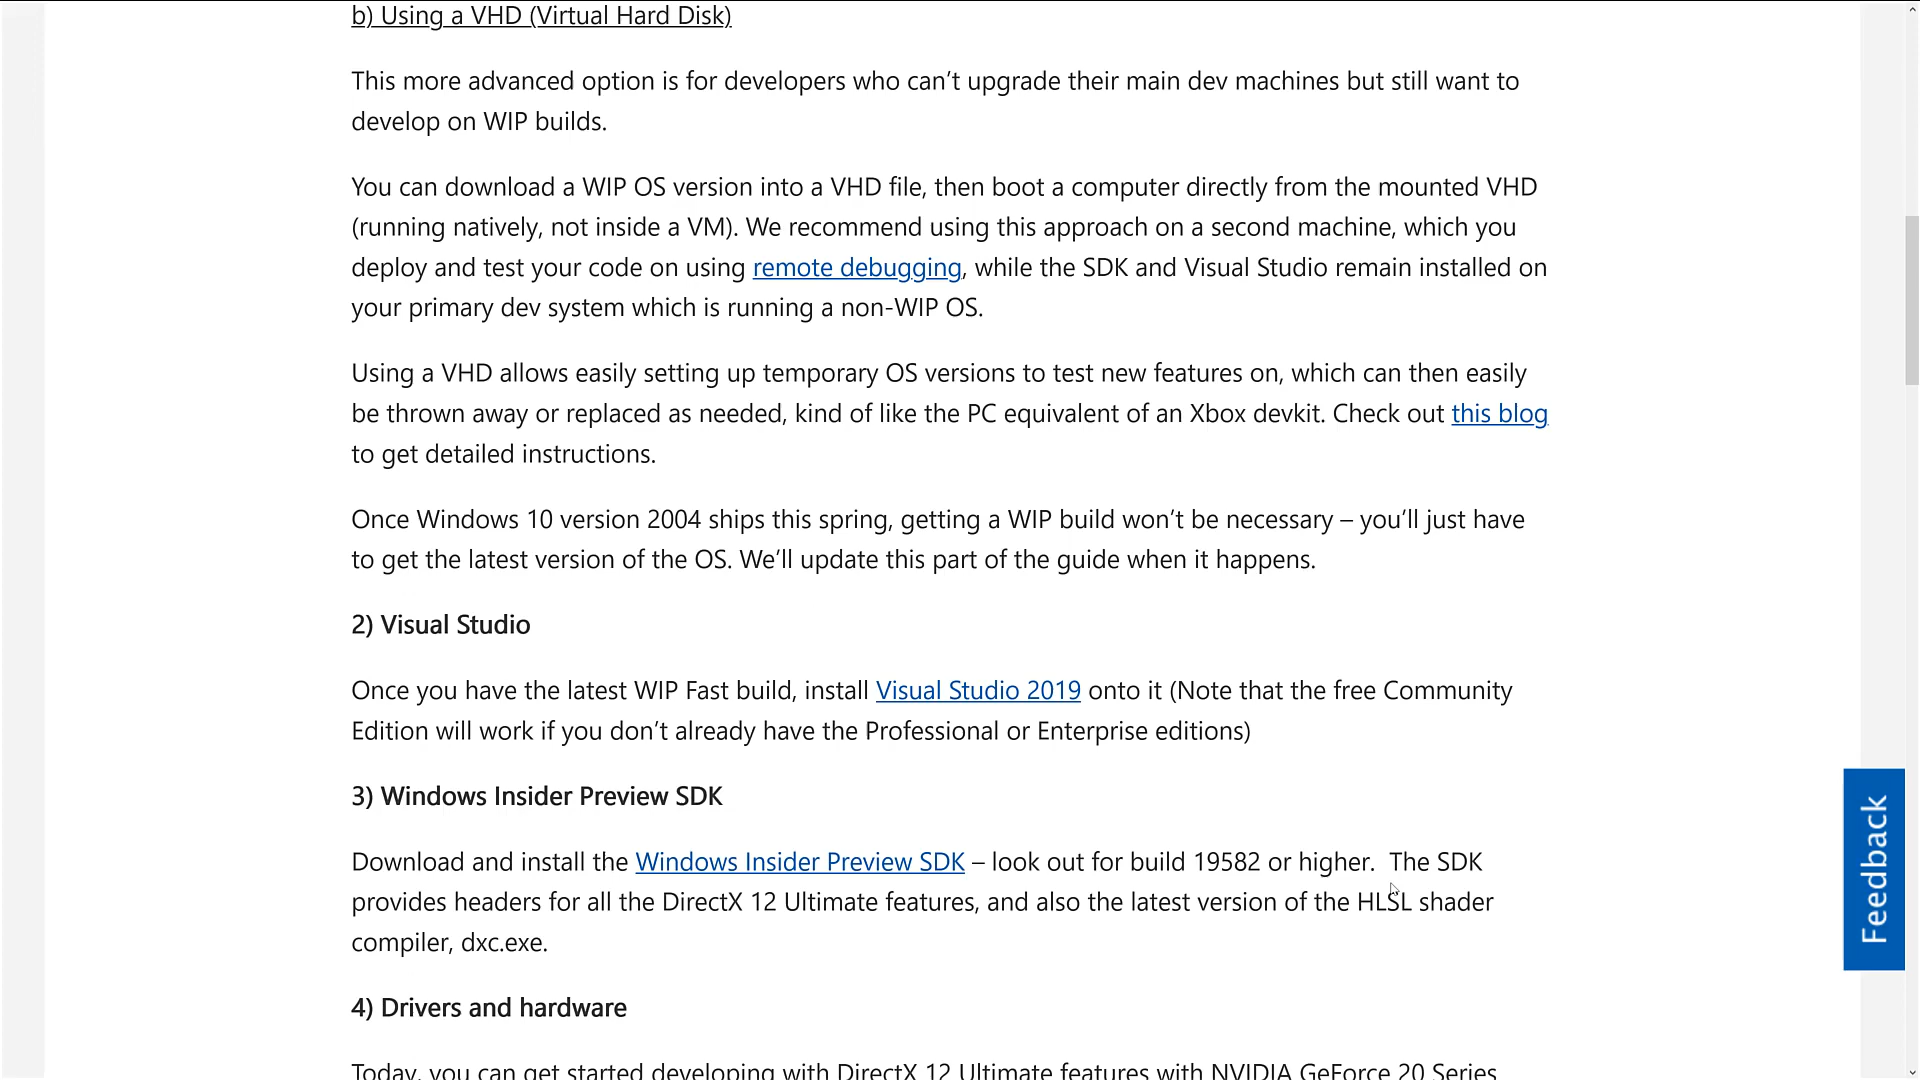 b) Using a VHD (Virtual Hard Disk)
This more advanced option is for developers who can’t upgrade their main dev machines but still want to
develop on WIP builds.
You can download a WIP OS version into a VHD file, then boot a computer directly from the mounted VHD
(running natively, not inside a VM). We recommend using this approach on a second machine, which you
deploy and test your code on using remote debugging, while the SDK and Visual Studio remain installed on
your primary dev system which is running a non-WIP OS.
Using a VHD allows easily setting up temporary OS versions to test new features on, which can then easily
be thrown away or replaced as needed, kind of like the PC equivalent of an Xbox devkit. Check out this blog
to get detailed instructions.
Once Windows 10 version 2004 ships this spring, getting a WIP build won’t be necessary – you’ll just have
to get the latest version of the OS. We’ll update this part of the guide when it happens.
2) Visual Studio
Once you have the latest WIP Fast build, install Visual Studio 2019 onto it (Note that the free Community
Edition will work if you don’t already have the Professional or Enterprise editions)
3) Windows Insider Preview SDK
Download and install the Windows Insider Preview SDK – look out for build 19582 or higher.  The SDK
provides headers for all the DirectX 12 Ultimate features, and also the latest version of the HLSL shader
compiler, dxc.exe.
4) Drivers and hardware
Today, you can get started developing with DirectX 12 Ultimate features with NVIDIA GeForce 20 Series
Feedback